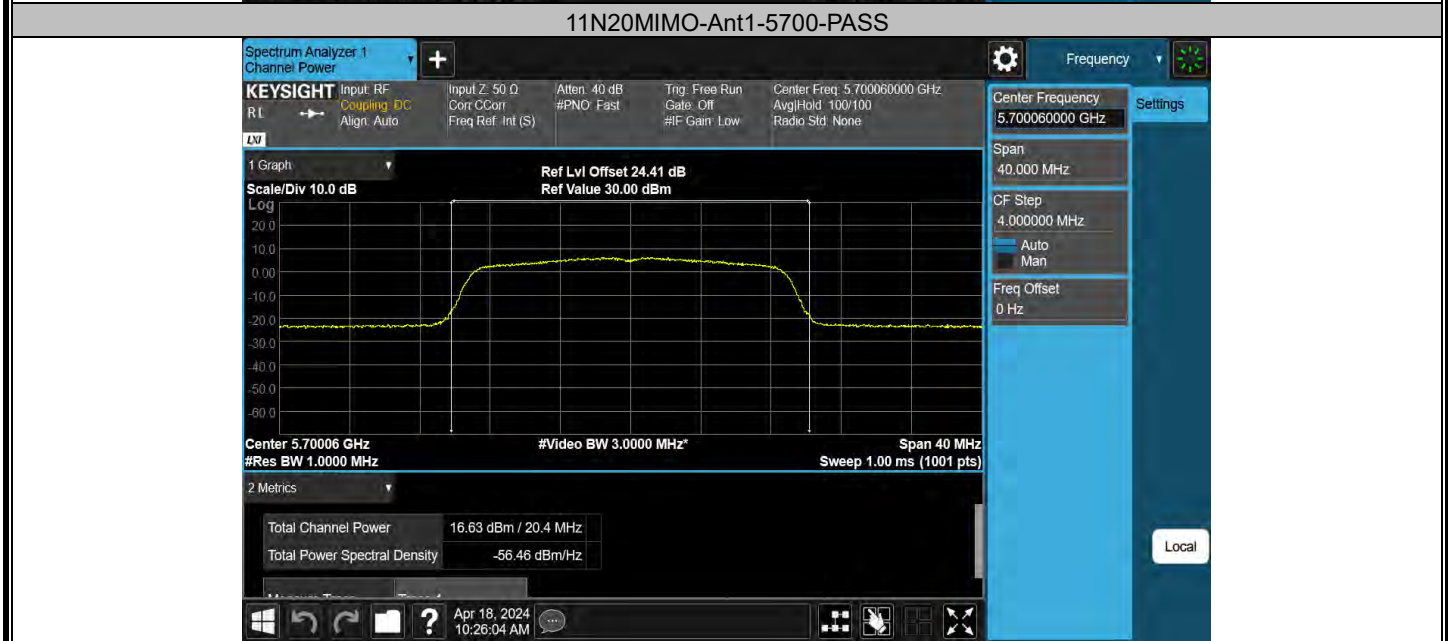 11N20MIMO-Ant1-5700-PASS
Spectrum Analyzer 1
Channel Power
+
Frequency
KEYSIGHT
RL
LXI
Input: RF
Coupling: DC
Align: Auto
Input Z: 50 Ω
Corr CCorr
Freq Ref: Int (S)
Atten: 40 dB
#PNO: Fast
Trig: Free Run
Gate: Off
#IF Gain: Low
Center Freq: 5.700060000 GHz
Avg|Hold: 100/100
Radio Std: None
Center Frequency
5.700060000 GHz
Settings
Span
40.000 MHz
CF Step
4.000000 MHz
Auto
Man
Freq Offset
0 Hz
1 Graph
Scale/Div 10.0 dB
Ref Lvl Offset 24.41 dB
Ref Value 30.00 dBm
Log
20.0
10.0
0.00
-10.0
-20.0
-30.0
-40.0
-50.0
-60.0
Center 5.70006 GHz
#Video BW 3.0000 MHz*
Span 40 MHz
#Res BW 1.0000 MHz
Sweep 1.00 ms (1001 pts)
2 Metrics
Total Channel Power 16.63 dBm / 20.4 MHz
Total Power Spectral Density -56.46 dBm/Hz
Local
?
Apr 18, 2024
10:26:04 AM